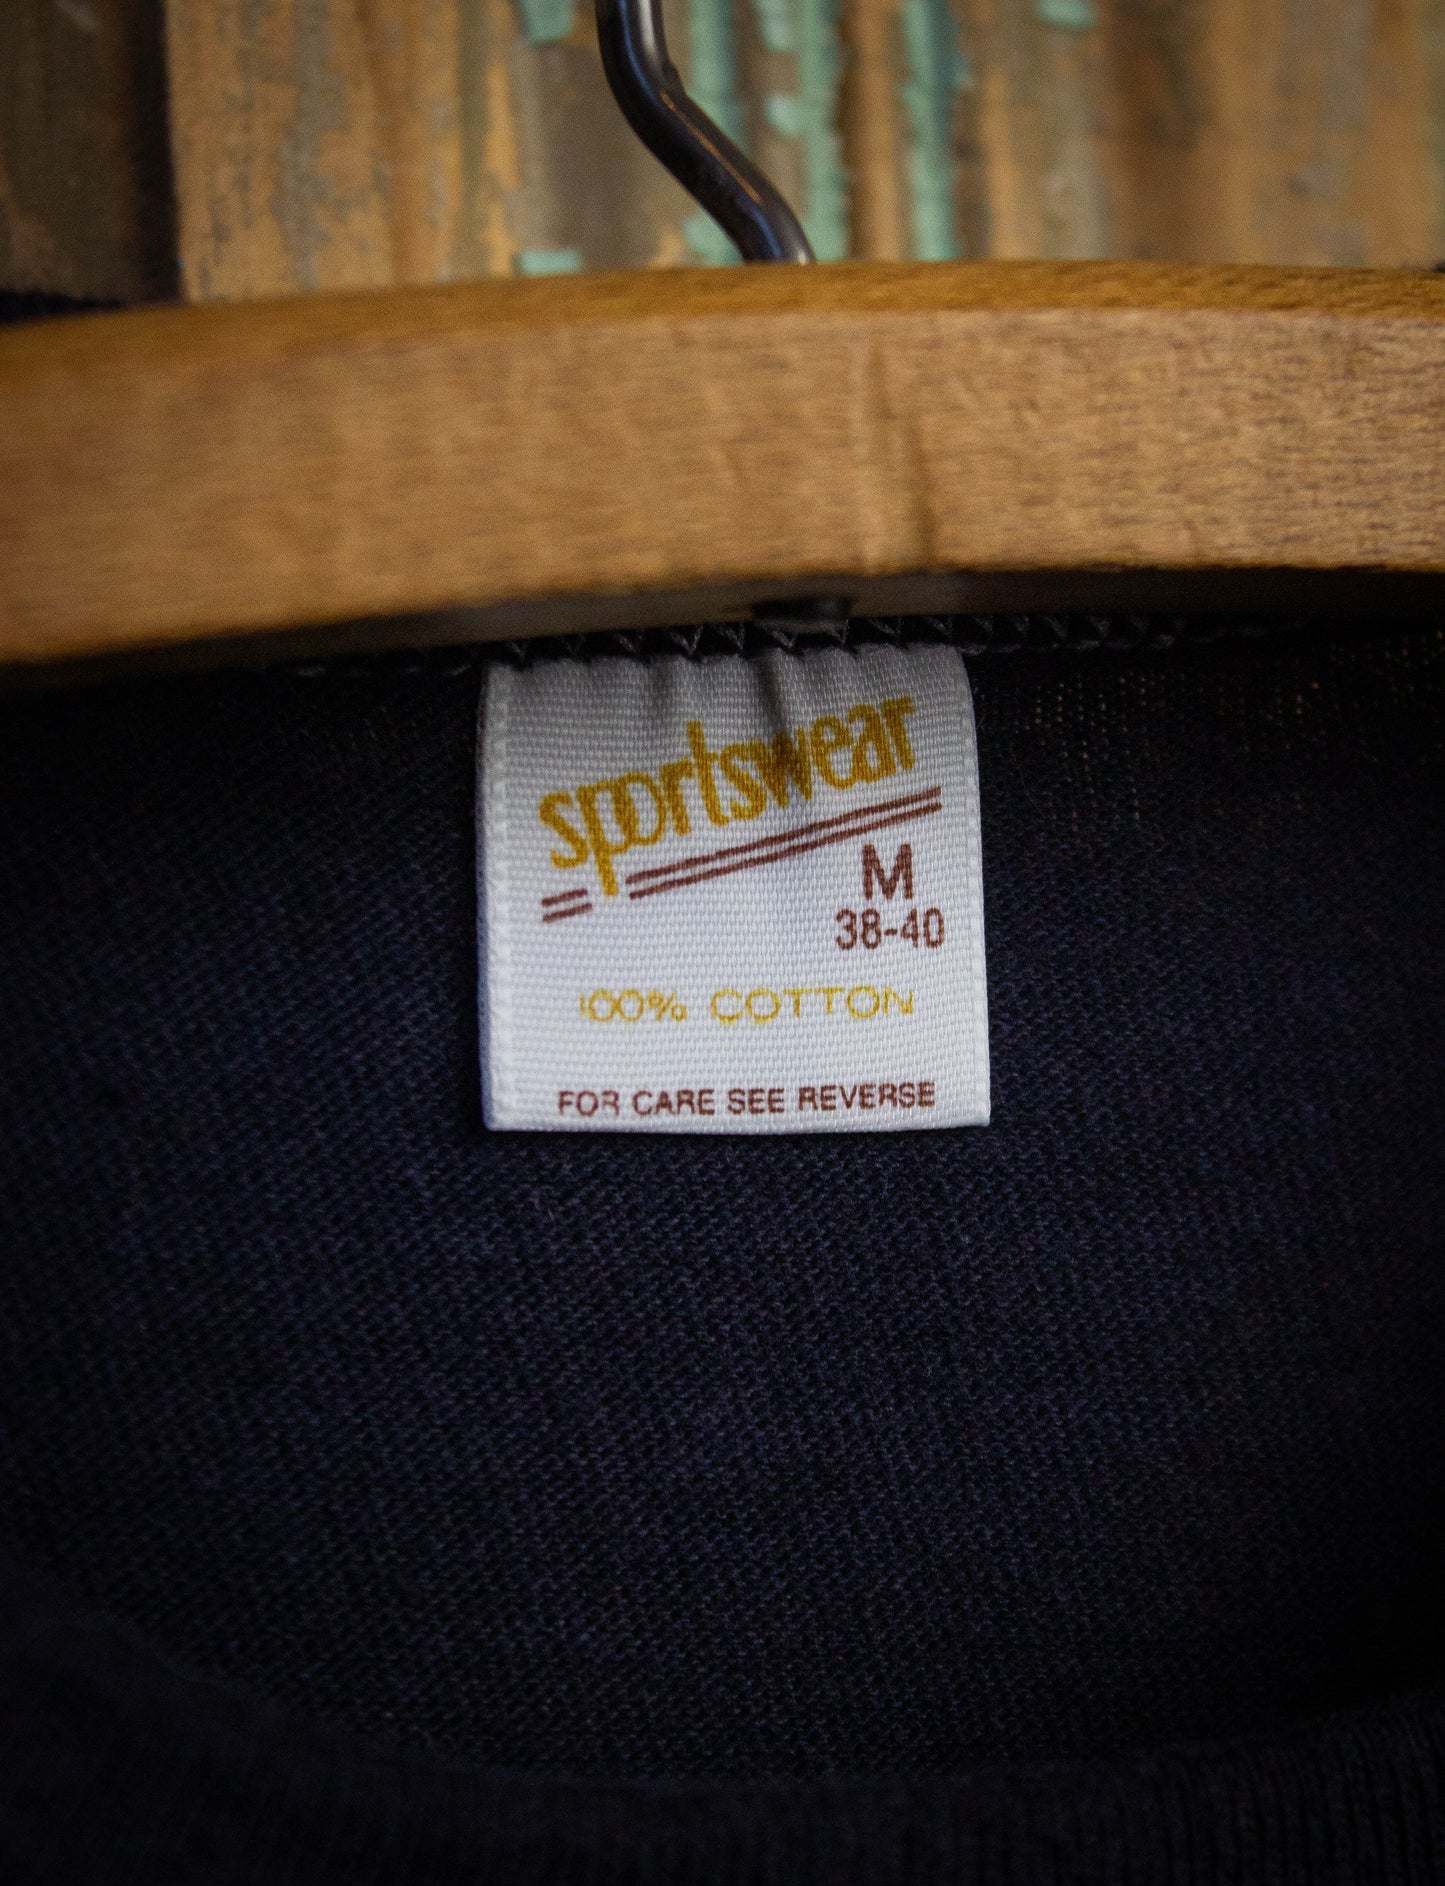 sportswear
M
38-40
100% COTTON
FOR CARE SEE REVERSE